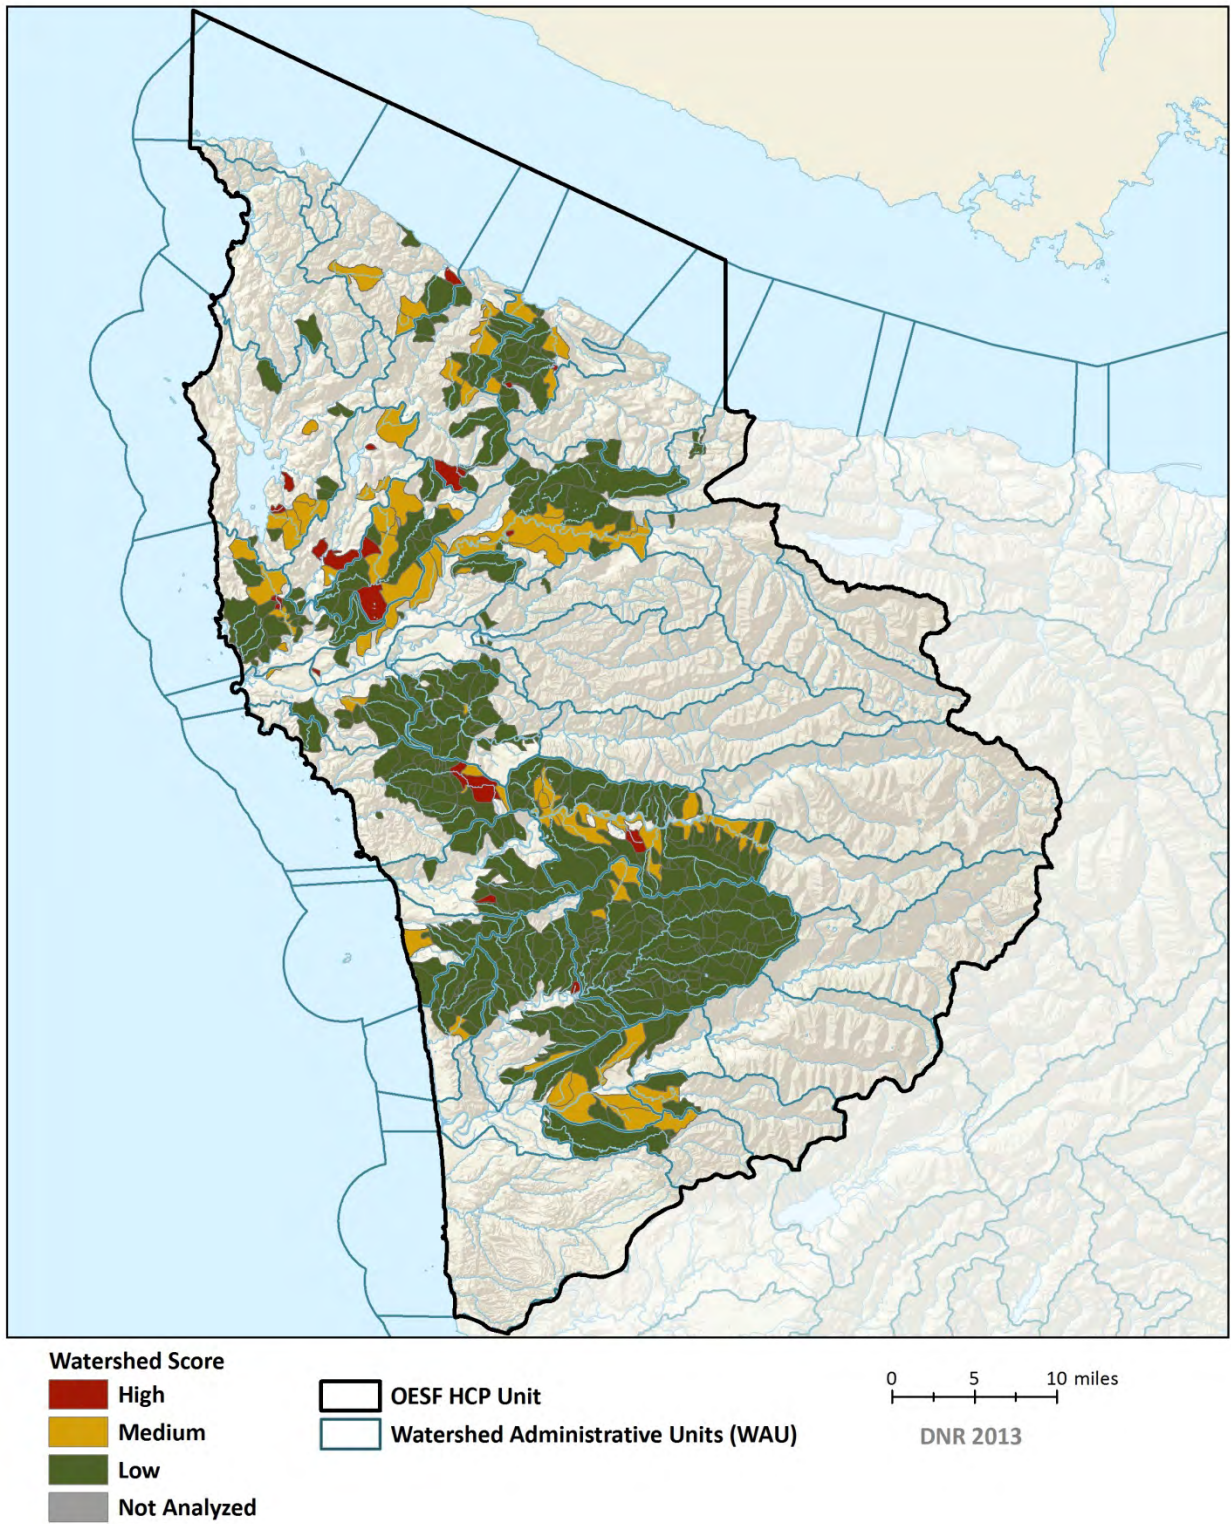 Watershed Score
High
Medium
Low
Not Analyzed
OESF HCP Unit
Watershed Administrative Units (WAU)
0 5 10 miles
DNR 2013